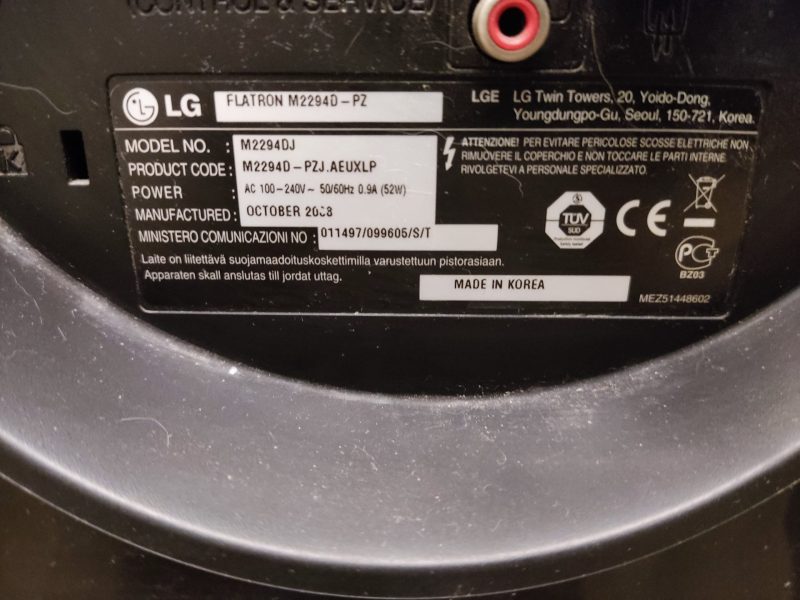 (CONTROL & SERVICE)
LG FLATRON M2294D-PZ
LGE LG Twin Towers, 20, Yoido-Dong,
Youngdungpo-Gu, Seoul, 150-721, Korea.
MODEL NO. : M2294DJ
PRODUCT CODE : M2294D-PZJ.AEUXLP
POWER : AC 100-240V~ 50/60Hz 0.9A (52W)
MANUFACTURED : OCTOBER 2008
MINISTERO COMUNICAZIONI NO : 011497/099605/S/T
ATTENZIONE! PER EVITARE PERICOLOSE SCOSSE ELETTRICHE NON
RIMUOVERE IL COPERCHIO E NON TOCCARE LE PARTI INTERNE.
RIVOLGETEVI A PERSONALE SPECIALIZZATO.
TÜV
SÜD
CE
PCT
BZ03
Laite on liitettävä suojamaadoituskoskettimilla varustettuun pistorasiaan.
Apparaten skall anslutas till jordat uttag.
MADE IN KOREA
MEZ51448602